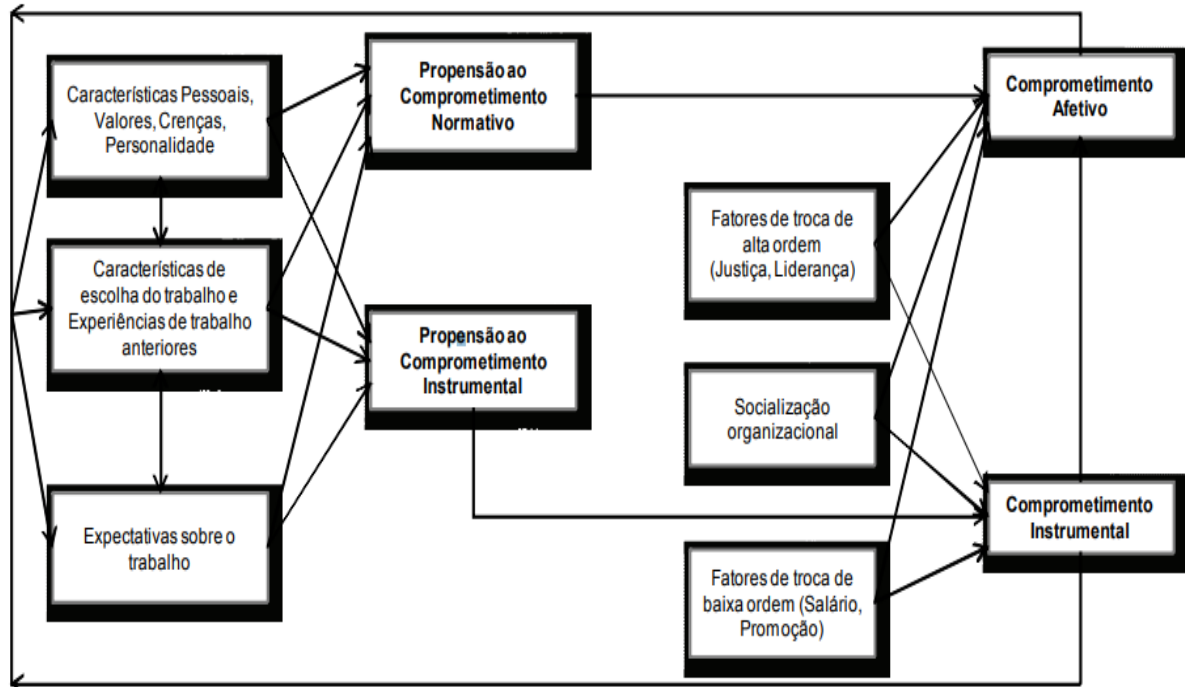 Características Pessoais,
Valores, Crenças,
Personalidade
Características de
escolha do trabalho e
Experiências de trabalho
anteriores
Expectativas sobre o
trabalho
Propensão ao
Comprometimento
Normativo
Propensão ao
Comprometimento
Instrumental
Fatores de troca de
alta ordem
(Justiça, Liderança)
Socialização
organizacional
Fatores de troca de
baixa ordem (Salário,
Promoção)
Comprometimento
Afetivo
Comprometimento
Instrumental